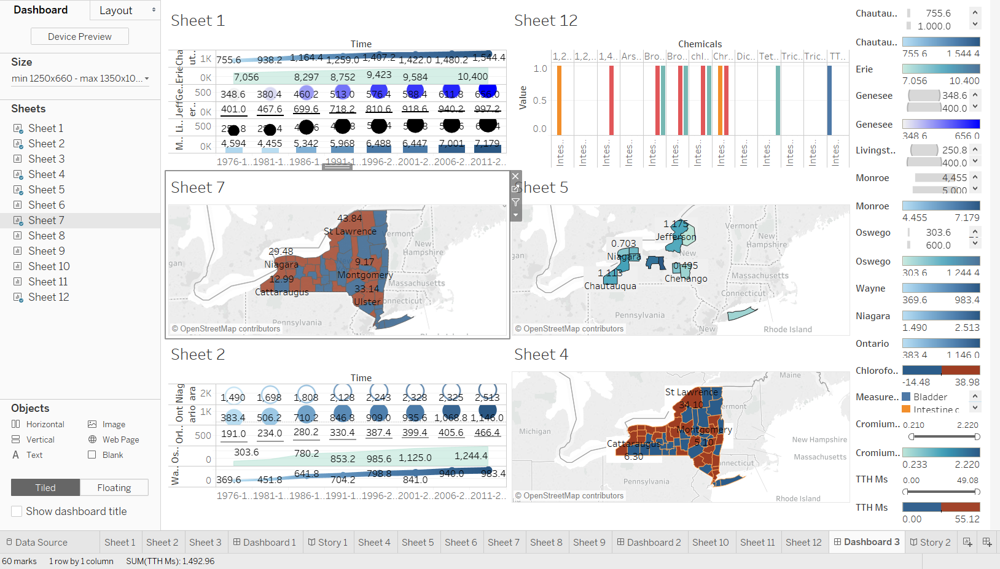 Dashboard
Layout
Device Preview
Size
min 1250x660 - max 1350x10...
Sheets
Sheet 1
Sheet 2
Sheet 3
Sheet 4
Sheet 5
Sheet 6
Sheet 7
Sheet 8
Sheet 9
Sheet 10
Sheet 11
Sheet 12
Objects
Horizontal
Image
Vertical
Web Page
Text
Blank
Tiled
Floating
Show dashboard title
Sheet 1
Time
1K
755.6 938.2 1,164.4 1,259.0 1,407.2 1,422.0 1,480.2 1,544.4
0K
7,056 8,297 8,752 9,423 9,584 10,400
500
348.6 380.4 460.2 513.0 576.4 588.4 611.8 656.0
0K
401.0 467.6 699.6 718.2 810.6 918.6 940.2 997.2
500
0K
4,594 4,455 5,342 5,968 6,488 6,447 7,001 7,179
1976-1.. 1981-1.. 1986-1.. 1991-1.. 1996-2.. 2001-2.. 2006-2.. 2011-2..
Sheet 12
Chemicals
1,2.. 1,2,.. 1,4.. Ars.. Bro.. Bro.. chl.. Chr.. Dic.. Tet.. Tric.. Tric.. TT..
Value
1.0
0.5
0.0
Intes.. Intes.. Intes.. Intes.. Intes.. Intes.. Intes.. Intes.. Intes.. Intes.. Intes.. Intes.. Intes..
Sheet 7
43.84
St Lawrence
29.48
Niagara
9.17
Montgomery
12.99
Cattaraugus
33.14
Ulster
ermont
New
Hampshire
Massachusetts
onnecticut
Pennsylvania
© OpenStreetMap contributors
Sheet 5
1.175
Jefferson
0.703
Niagara
1.113
Chautauqua
0.495
Chenango
Vermont
New
Hampshire
New
Massachusetts
Connecticut
Pennsylvania
New
Rhode Island
© OpenStreetMap contributors
Sheet 2
Time
Niag
ara
2K
1,490 1,698 1,808 2,128 2,243 2,328 2,325 2,513
Ont
ario
1K
383.4 506.2 710.2 846.8 909.0 935.6 1,068.8 1,146.0
Orl..
500
191.0 234.0 280.2 330.4 387.4 399.4 405.6 466.4
Os..
0
303.6 780.2 853.2 985.6 1,125.0 1,244.4
Wa..
0
369.6 451.8 641.8 704.2 798.8 841.0 940.0 983.4
1976-1.. 1981-1.. 1986-1.. 1991-1.. 1996-2.. 2001-2.. 2006-2.. 2011-2..
Sheet 4
Maine
St Lawrence
34.10
ermont
Michigan
Montgomery
5.10
Cattaraugus
6.30
New Hampshire
Massachusetts
onnecticut
Pennsylvania
Rhode Island
© OpenStreetMap contributors
Chautau..
755.6
1.000.0
Chautau..
755 6 1 544 4
Erie
7.056 10.400
Genesee
348.6
400.0
Genesee
348 6 656 0
Livingst..
250.8
400.0
Monroe
4,455
5 000
Monroe
4.455 7.179
Oswego
303.6
600.0
Oswego
303 6 1 244 4
Wayne
369.6 983.4
Niagara
1.490 2.513
Ontario
383 4 1 146 0
Chlorofo..
-14.48 38.98
Measure..
Bladder
Intestine c
Cromium..
0.210 2.220
Cromium..
0.233 2.220
TTH Ms
0.00 49.08
TTH Ms
0.00 55.12
Data Source
Sheet 1
Sheet 2
Sheet 3
Dashboard 1
Story 1
Sheet 4
Sheet 5
Sheet 6
Sheet 7
Sheet 8
Sheet 9
Dashboard 2
Sheet 10
Sheet 11
Sheet 12
Dashboard 3
Story 2
60 marks
1 row by 1 column
SUM(TTH Ms): 1,492.96